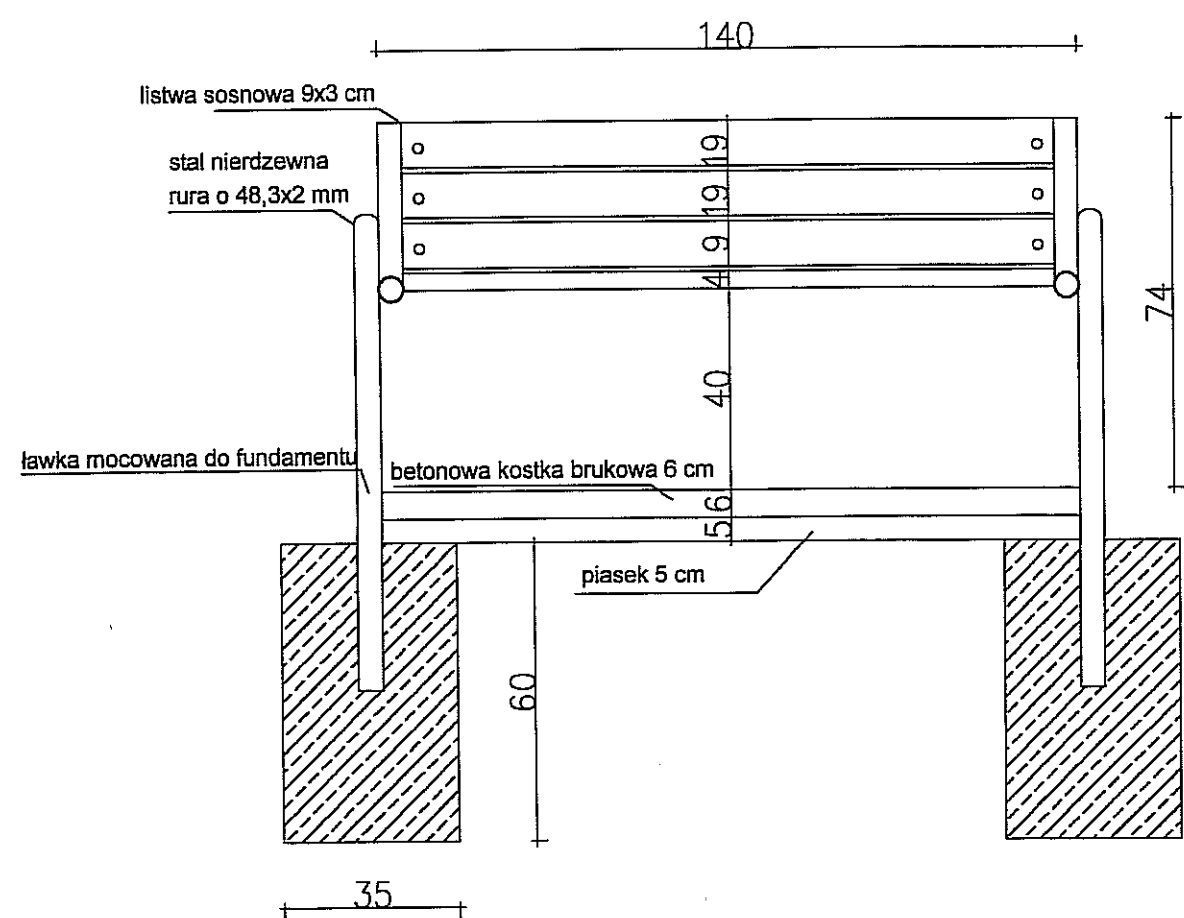 140
listwa sosnowa 9x3 cm
stal nierdzewna
rura o 48,3x2 mm
19
19
9
4
74
40
ławka mocowana do fundamentu
betonowa kostka brukowa 6 cm
6
5
piasek 5 cm
60
35